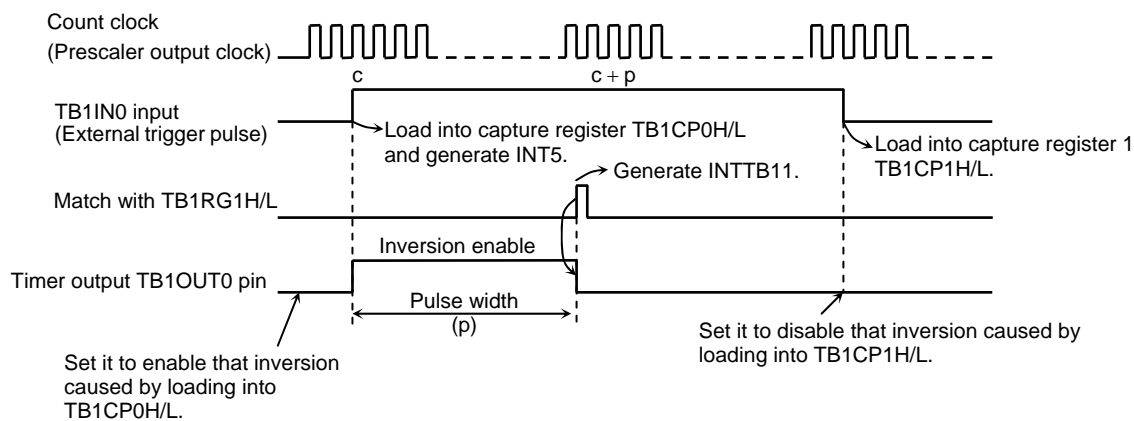 Count clock
(Prescaler output clock)
c
c + p
TB1IN0 input
(External trigger pulse)
Load into capture register TB1CP0H/L
and generate INT5.
Load into capture register 1
TB1CP1H/L.
Generate INTTB11.
Match with TB1RG1H/L
Inversion enable
Timer output TB1OUT0 pin
Pulse width
(p)
Set it to enable that inversion
caused by loading into
TB1CP0H/L.
Set it to disable that inversion caused by
loading into TB1CP1H/L.